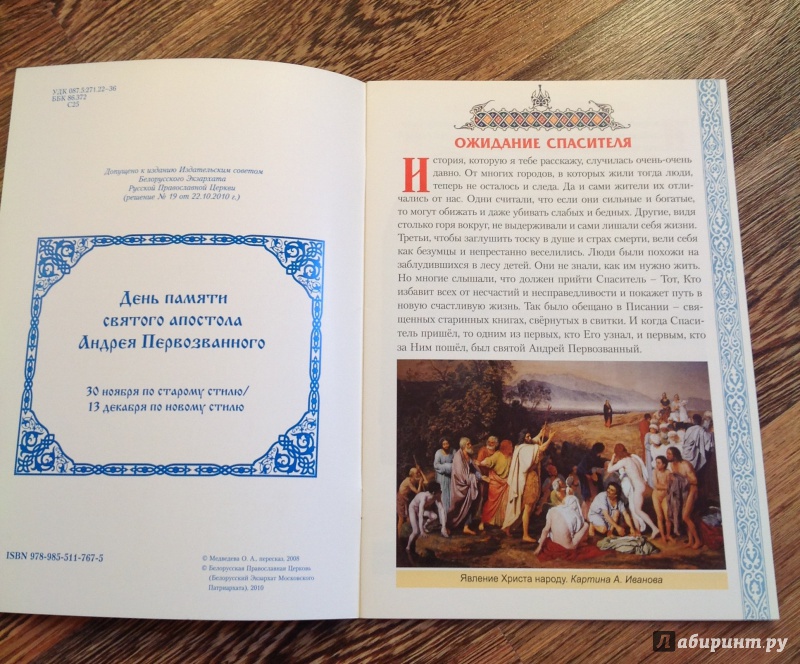 УДК 087.5:271.22–36
ББК 86.372
С25
Допущено к изданию Издательским советом
Белорусского Экзархата
Русской Православной Церкви
(решение № 19 от 22.10.2010 г.)
День памяти
святого апостола
Андрея Первозванного
30 ноября по старому стилю/
13 декабря по новому стилю
ISBN 978-985-511-767-5
© Медведева О. А., пересказ, 2008
© Белорусская Православная Церковь
(Белорусский Экзархат Московского
Патриархата), 2010
ОЖИДАНИЕ СПАСИТЕЛЯ
История, которую я тебе расскажу, случилась очень-очень
давно. От многих городов, в которых жили тогда люди,
теперь не осталось и следа. Да и сами жители их отли-
чались от нас. Одни считали, что если они сильные и богатые,
то могут обижать и даже убивать слабых и бедных. Другие, видя
столько горя вокруг, не выдерживали и сами лишали себя жизни.
Третьи, чтобы заглушить тоску в душе и страх смерти, вели себя
как безумцы и непрестанно веселились. Люди были похожи на
заблудившихся в лесу детей. Они не знали, как им нужно жить.
Но многие слышали, что должен прийти Спаситель – Тот, Кто
избавит всех от несчастий и несправедливости и покажет путь в
новую счастливую жизнь. Так было обещано в Писании – свя-
щенных старинных книгах, свёрнутых в свитки. И когда Спаси-
тель пришёл, то одним из первых, кто Его узнал, и первым, кто
за Ним пошёл, был святой Андрей Первозванный.
Явление Христа народу. Картина А. Иванова
Лабиринт.ру